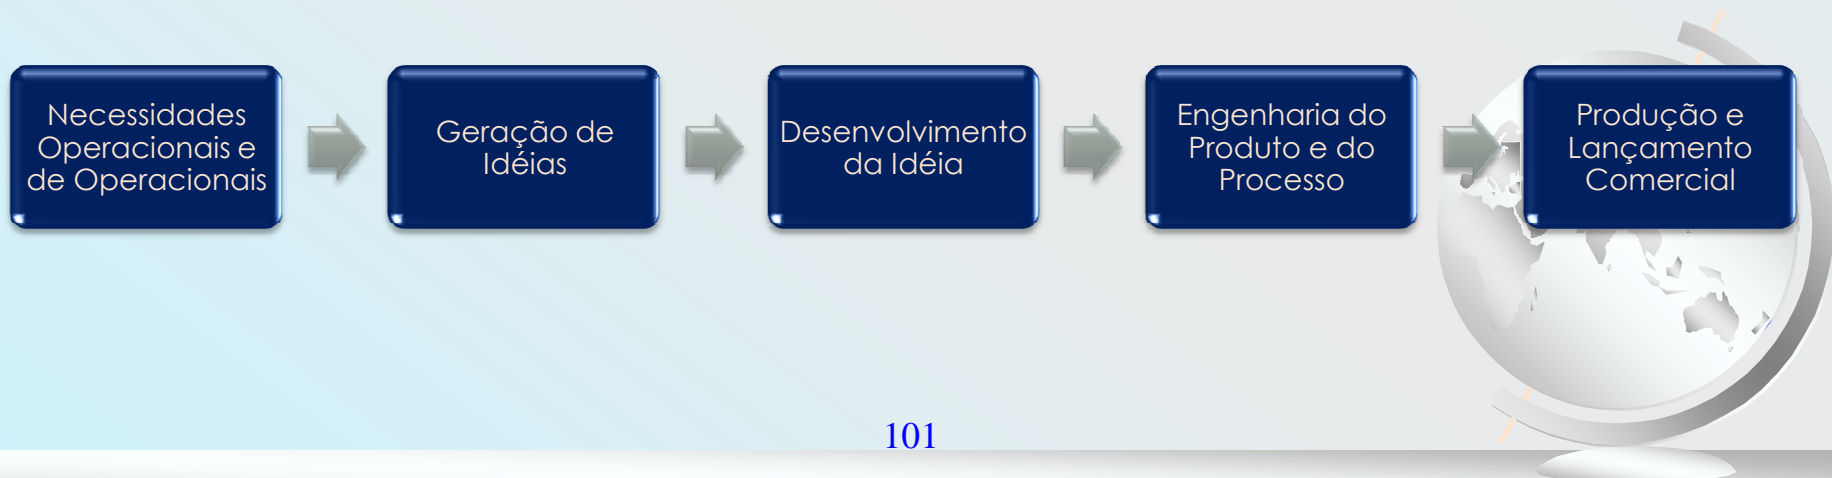 Necessidades
Operacionais e
de Operacionais
Geração de
Idéias
Desenvolvimento
da Idéia
Engenharia do
Produto e do
Processo
Produção e
Lançamento
Comercial
101